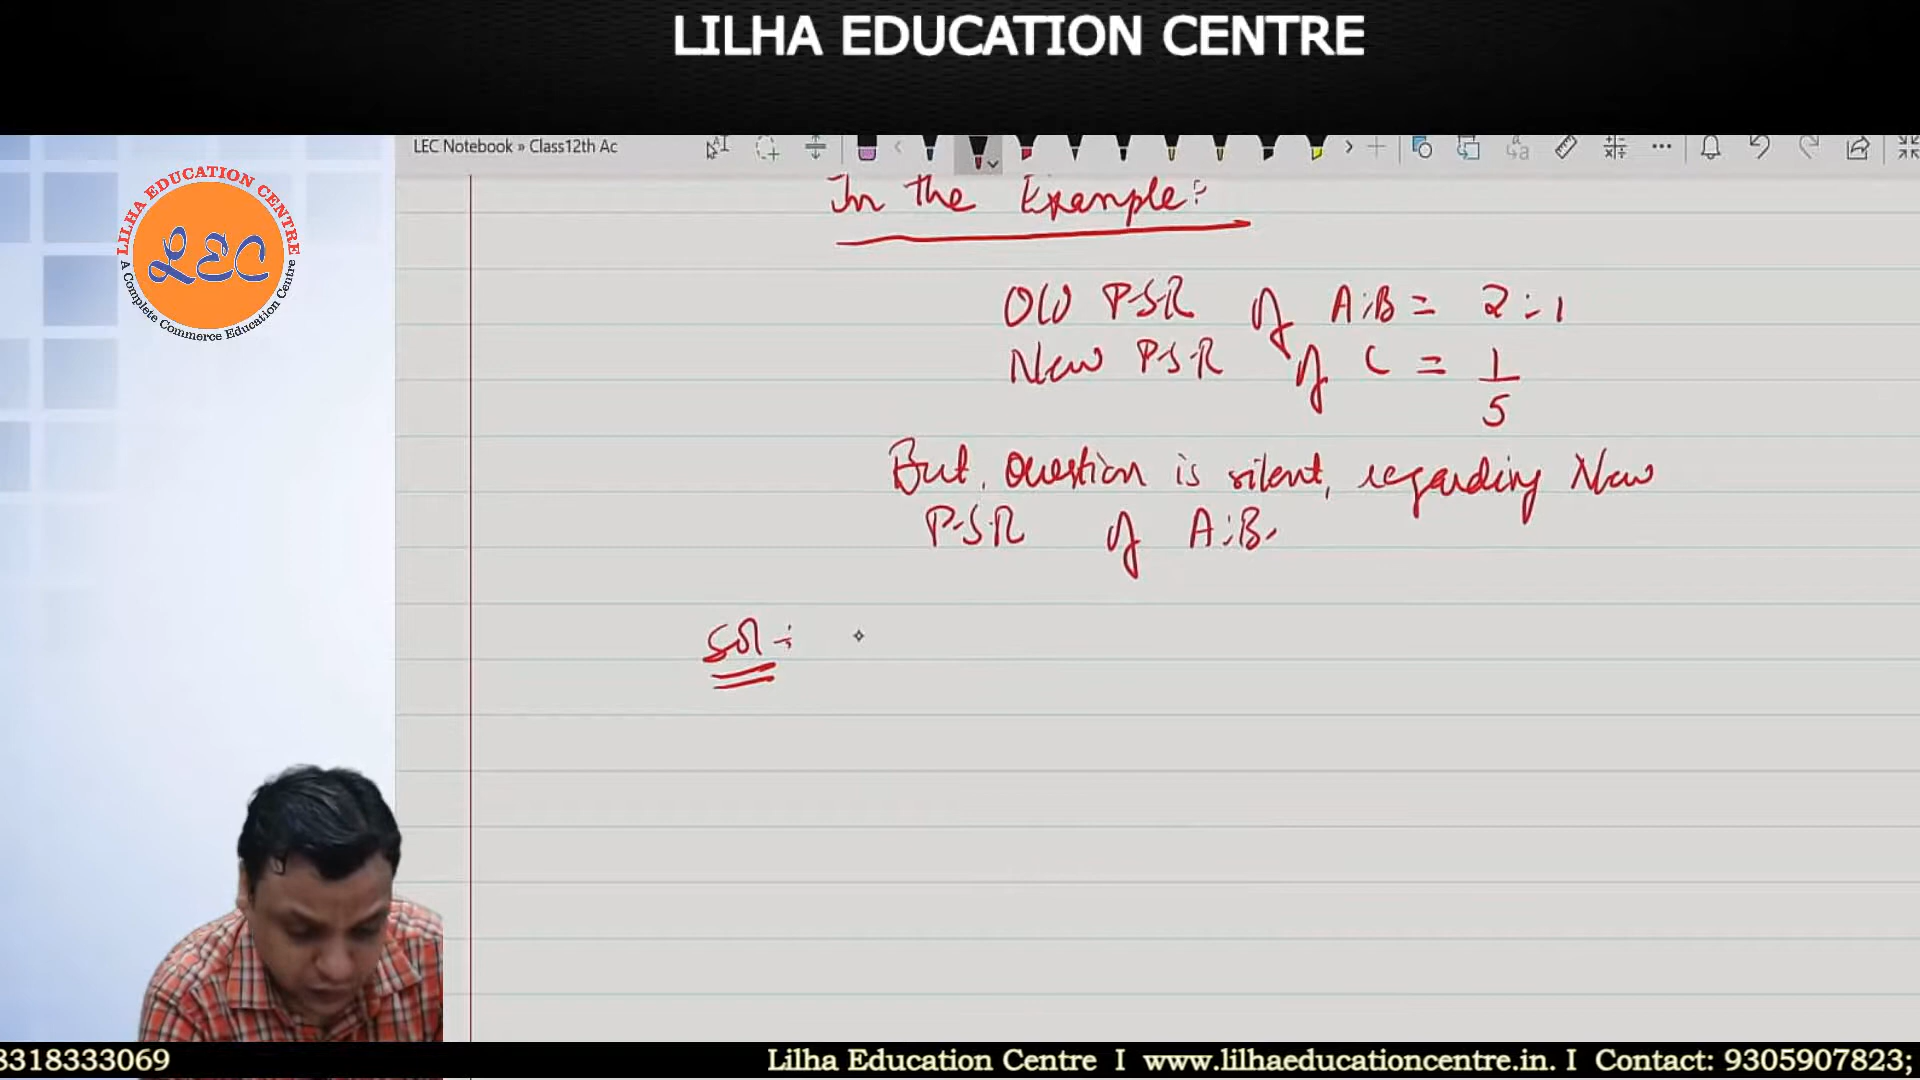 LILHA EDUCATION CENTRE
LEC Notebook » Class12th Ac
LILHA EDUCATION CENTRE
LEC
A Complete Commerce Education Centre
In the Example:
Old P.S.R of A:B = 2:1
New P.S.R of C = 1/5
But, Question is silent, regarding New
P.S.R of A:B.
Sol:
8318333069
Lilha Education Centre I www.lilhaeducationcentre.in. I Contact: 9305907823;